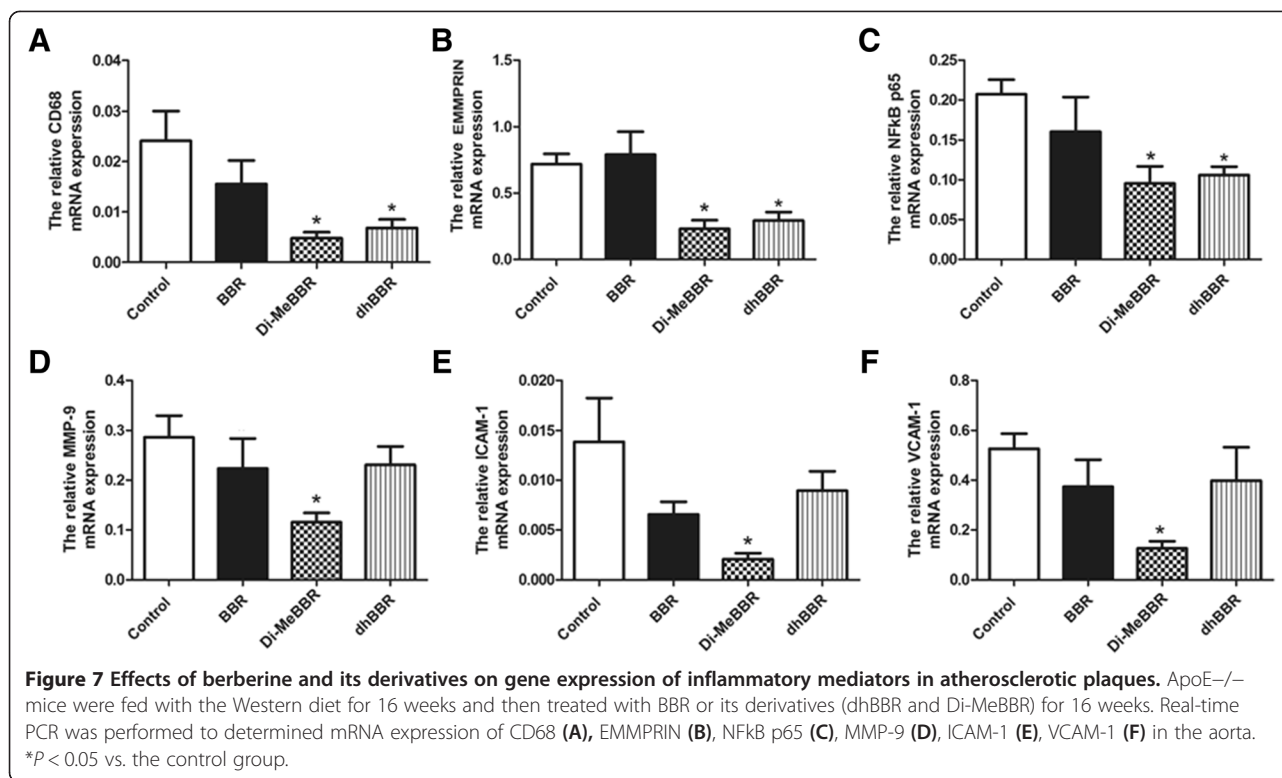 A
The relative CD68
mRNA experssion
0.04
0.03
0.02
0.01
0.00
*
*
Control
BBR
Di-MeBBR
dhBBR
B
The relative EMMPRIN
mRNA expression
1.5
1.0
0.5
0.0
*
*
Control
BBR
Di-MeBBR
dhBBR
C
The relative NFkB p65
mRNA expression
0.25
0.20
0.15
0.10
0.05
0.00
*
*
Control
BBR
Di-MeBBR
dhBBR
D
The relative MMP-9
mRNA expression
0.4
0.3
0.2
0.1
0.0
*
Control
BBR
Di-MeBBR
dhBBR
E
The relative ICAM-1
mRNA expression
0.020
0.015
0.010
0.005
0.000
*
Control
BBR
Di-MeBBR
dhBBR
F
The relative VCAM-1
mRNA expression
0.8
0.6
0.4
0.2
0.0
*
Control
BBR
Di-MeBBR
dhBBR
Figure 7 Effects of berberine and its derivatives on gene expression of inflammatory mediators in atherosclerotic plaques. ApoE−/−
mice were fed with the Western diet for 16 weeks and then treated with BBR or its derivatives (dhBBR and Di-MeBBR) for 16 weeks. Real-time
PCR was performed to determined mRNA expression of CD68 (A), EMMPRIN (B), NFkB p65 (C), MMP-9 (D), ICAM-1 (E), VCAM-1 (F) in the aorta.
*P < 0.05 vs. the control group.